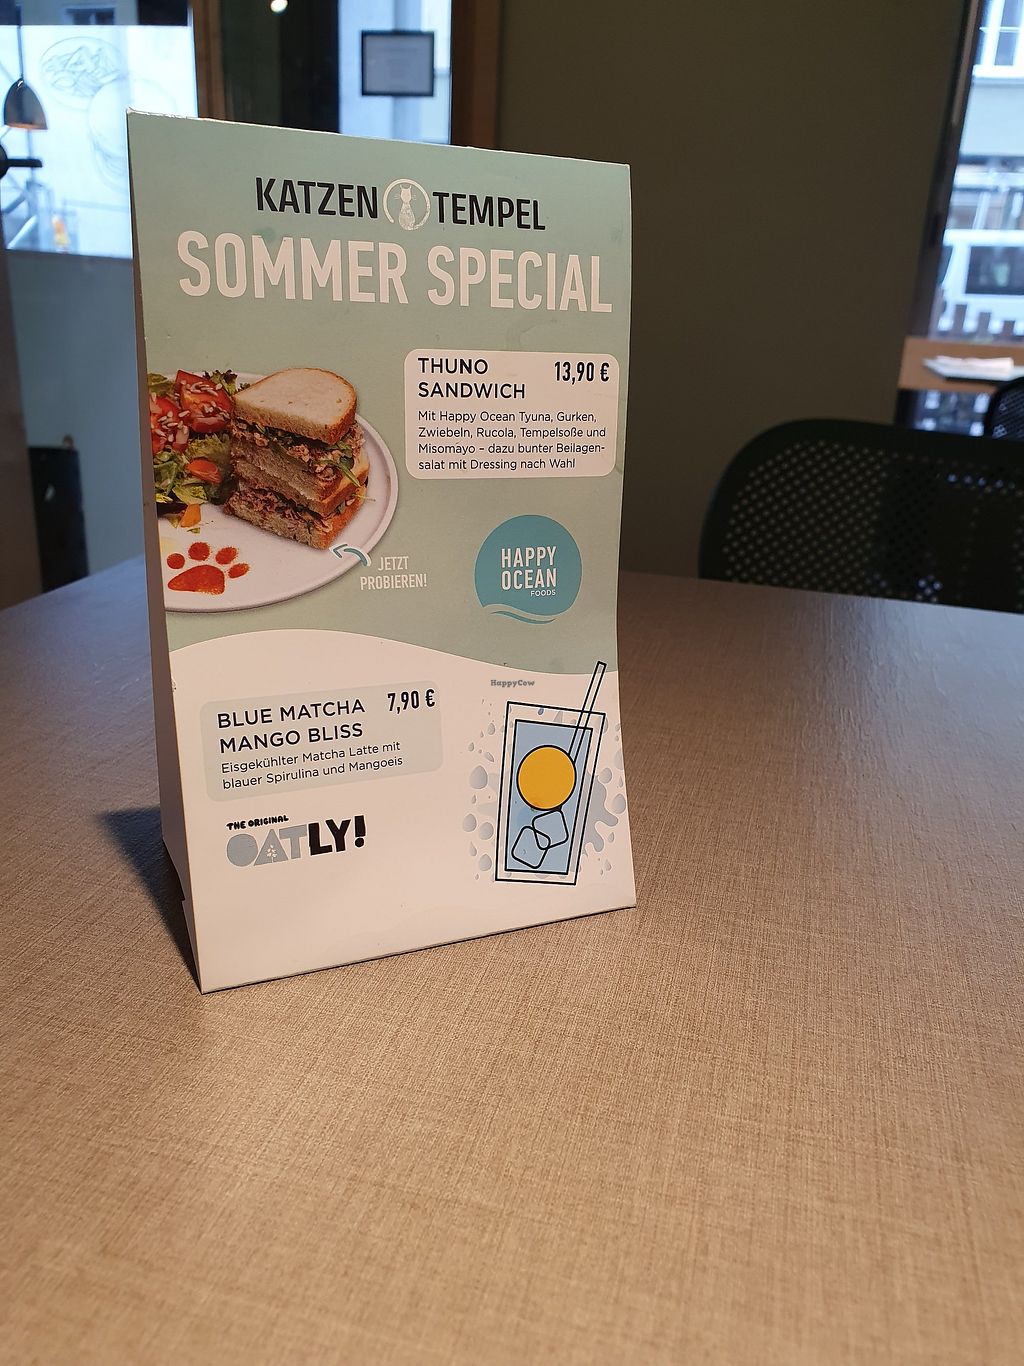 KATZEN TEMPEL
SOMMER SPECIAL
THUNO 13,90 €
SANDWICH
Mit Happy Ocean Tyuna, Gurken,
Zwiebeln, Rucola, Tempelsoße und
Misomayo – dazu bunter Beilagen-
salat mit Dressing nach Wahl
JETZT
PROBIEREN!
HAPPY
OCEAN
FOODS
HappyCow
BLUE MATCHA 7,90 €
MANGO BLISS
Eisgekühlter Matcha Latte mit
blauer Spirulina und Mangoeis
THE ORIGINAL
OATLY!